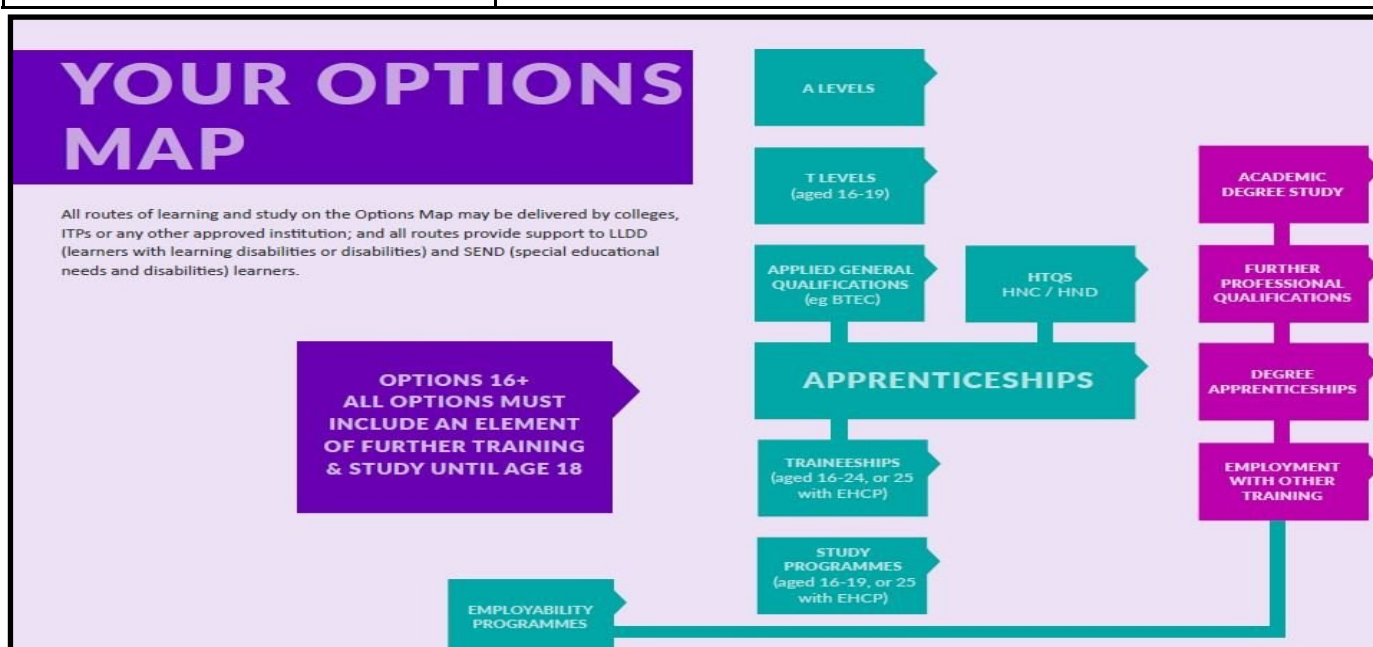 YOUR OPTIONS
MAP
All routes of learning and study on the Options Map may be delivered by colleges,
ITPs or any other approved institution; and all routes provide support to LLDD
(learners with learning disabilities or disabilities) and SEND (special educational
needs and disabilities) learners.
OPTIONS 16+
ALL OPTIONS MUST
INCLUDE AN ELEMENT
OF FURTHER TRAINING
& STUDY UNTIL AGE 18
EMPLOYABILITY
PROGRAMMES
A LEVELS
T LEVELS
(aged 16-19)
APPLIED GENERAL
QUALIFICATIONS
(eg BTEC)
HTQS
HNC / HND
APPRENTICESHIPS
TRAINEESHIPS
(aged 16-24, or 25
with EHCP)
STUDY
PROGRAMMES
(aged 16-19, or 25
with EHCP)
ACADEMIC
DEGREE STUDY
FURTHER
PROFESSIONAL
QUALIFICATIONS
DEGREE
APPRENTICESHIPS
EMPLOYMENT
WITH OTHER
TRAINING